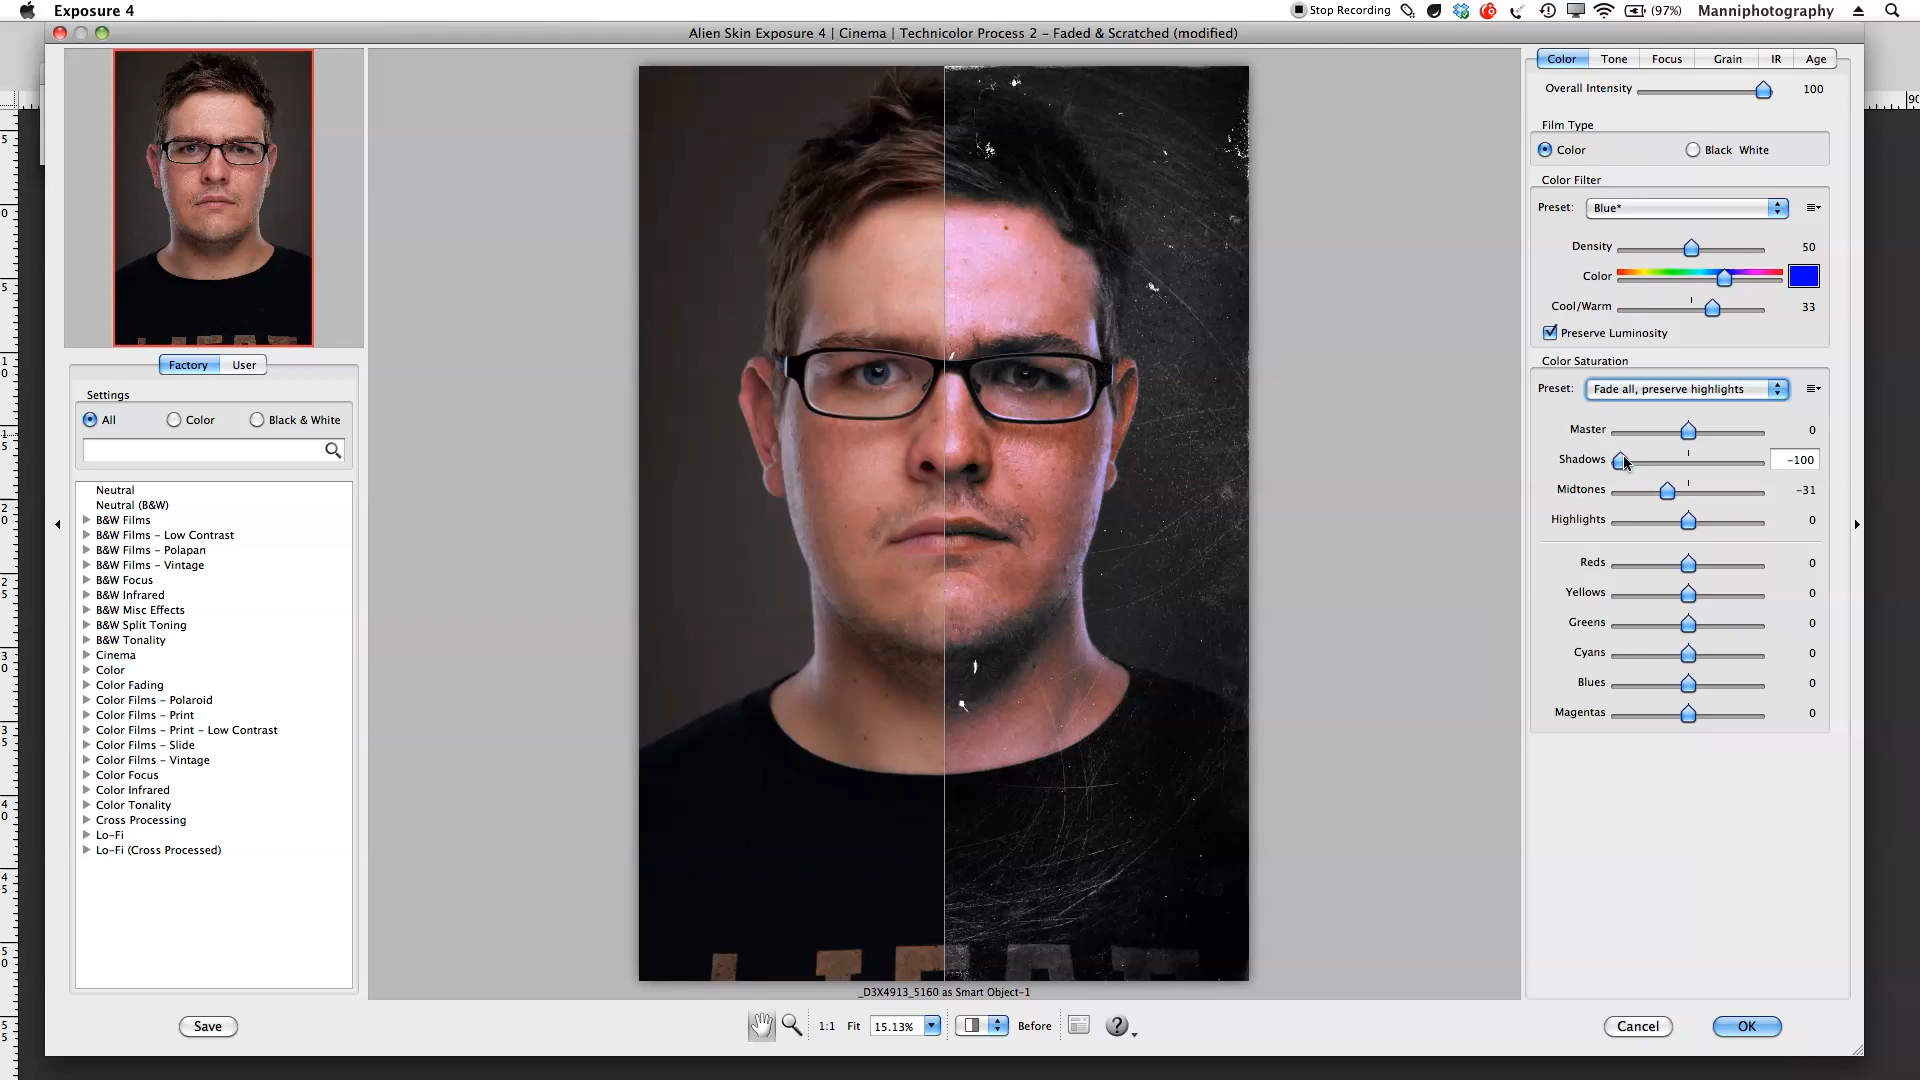 Exposure 4
Stop Recording
(97%)
Manniphotography
Alien Skin Exposure 4 | Cinema | Technicolor Process 2 – Faded & Scratched (modified)
Factory
User
Settings
All
Color
Black & White
Neutral
Neutral (B&W)
B&W Films
B&W Films – Low Contrast
B&W Films – Polapan
B&W Films – Vintage
B&W Focus
B&W Infrared
B&W Misc Effects
B&W Split Toning
B&W Tonality
Cinema
Color
Color Fading
Color Films – Polaroid
Color Films – Print
Color Films – Print – Low Contrast
Color Films – Slide
Color Films – Vintage
Color Focus
Color Infrared
Color Tonality
Cross Processing
Lo-Fi
Lo-Fi (Cross Processed)
Save
_D3X4913_5160 as Smart Object-1
1:1
Fit
15.13%
Before
?
Color
Tone
Focus
Grain
IR
Age
Overall Intensity 100
Film Type
Color
Black White
Color Filter
Preset: Blue*
Density 50
Color
Cool/Warm 33
Preserve Luminosity
Color Saturation
Preset: Fade all, preserve highlights
Master 0
Shadows -100
Midtones -31
Highlights 0
Reds 0
Yellows 0
Greens 0
Cyans 0
Blues 0
Magentas 0
Cancel
OK